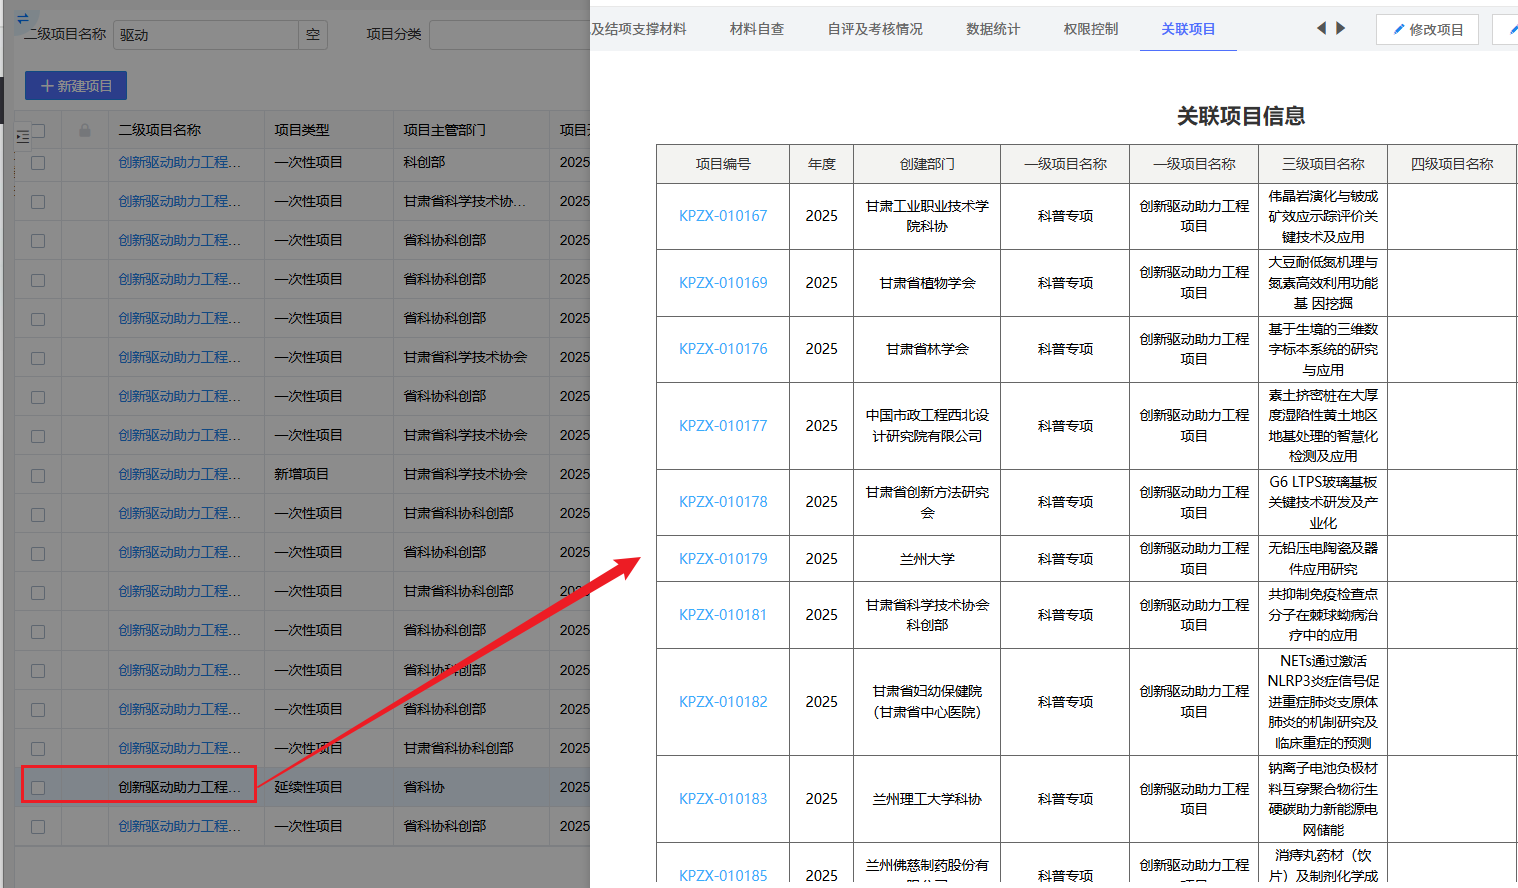 二级项目名称 驱动 空 项目分类
+ 新建项目
二级项目名称 项目类型 项目主管部门
创新驱动助力工程... 一次性项目 科创部 2025
创新驱动助力工程... 一次性项目 甘肃省科学技术协... 2025
创新驱动助力工程... 一次性项目 省科协科创部 2025
创新驱动助力工程... 一次性项目 省科协科创部 2025
创新驱动助力工程... 一次性项目 省科协科创部 2025
创新驱动助力工程... 一次性项目 甘肃省科学技术协会 2025
创新驱动助力工程... 一次性项目 省科协科创部 2025
创新驱动助力工程... 一次性项目 甘肃省科学技术协会 2025
创新驱动助力工程... 新增项目 甘肃省科学技术协会 2025
创新驱动助力工程... 一次性项目 甘肃省科协科创部 2025
创新驱动助力工程... 一次性项目 省科协科创部 2025
创新驱动助力工程... 一次性项目 甘肃省科协科创部 2025
创新驱动助力工程... 一次性项目 省科协科创部 2025
创新驱动助力工程... 一次性项目 省科协科创部 2025
创新驱动助力工程... 一次性项目 省科协科创部 2025
创新驱动助力工程... 一次性项目 甘肃省科协科创部 2025
创新驱动助力工程... 延续性项目 省科协 2025
创新驱动助力工程... 一次性项目 省科协科创部 2025
及结项支撑材料 材料自查 自评及考核情况 数据统计 权限控制 关联项目 修改项目
关联项目信息
项目编号 年度 创建部门 一级项目名称 一级项目名称 三级项目名称 四级项目名称
KPZX-010167 2025 甘肃工业职业技术学
院科协 科普专项 创新驱动助力工程
项目 伟晶岩演化与铍成
矿效应示踪评价关
键技术及应用
KPZX-010169 2025 甘肃省植物学会 科普专项 创新驱动助力工程
项目 大豆耐低氮机理与
氮素高效利用功能
基 因挖掘
KPZX-010176 2025 甘肃省林学会 科普专项 创新驱动助力工程
项目 基于生境的三维数
字标本系统的研究
与应用
KPZX-010177 2025 中国市政工程西北设
计研究院有限公司 科普专项 创新驱动助力工程
项目 素土挤密桩在大厚
度湿陷性黄土地区
地基处理的智慧化
检测及应用
KPZX-010178 2025 甘肃省创新方法研究
会 科普专项 创新驱动助力工程
项目 G6 LTPS玻璃基板
关键技术研发及产
业化
KPZX-010179 2025 兰州大学 科普专项 创新驱动助力工程
项目 无铅压电陶瓷及器
件应用研究
KPZX-010181 2025 甘肃省科学技术协会
科创部 科普专项 创新驱动助力工程
项目 共抑制免疫检查点
分子在棘球蚴病治
疗中的应用
KPZX-010182 2025 甘肃省妇幼保健院
（甘肃省中心医院） 科普专项 创新驱动助力工程
项目 NETs通过激活
NLRP3炎症信号促
进重症肺炎支原体
肺炎的机制研究及
临床重症的预测
KPZX-010183 2025 兰州理工大学科协 科普专项 创新驱动助力工程
项目 钠离子电池负极材
料互穿聚合物衍生
硬碳助力新能源电
网储能
KPZX-010185 2025 兰州佛慈制药股份有
科普专项 创新驱动助力工程
消痔丸药材（饮
片）及制剂化学成